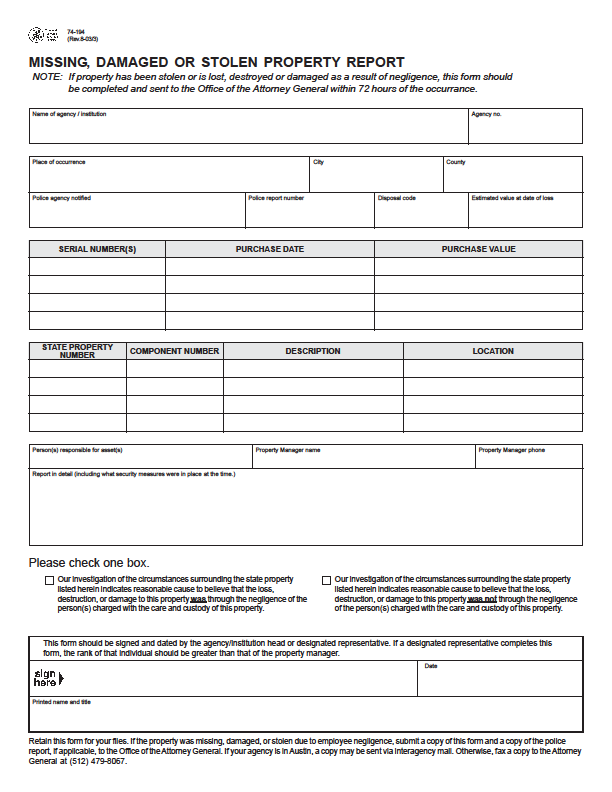 74-194
(Rev.8-03/3)
MISSING, DAMAGED OR STOLEN PROPERTY REPORT
NOTE: If property has been stolen or is lost, destroyed or damaged as a result of negligence, this form should
be completed and sent to the Office of the Attorney General within 72 hours of the occurrence.
Name of agency / institution
Agency no.
Place of occurrence
City
County
Police agency notified
Police report number
Disposal code
Estimated value at date of loss
SERIAL NUMBER(S)
PURCHASE DATE
PURCHASE VALUE
STATE PROPERTY
NUMBER
COMPONENT NUMBER
DESCRIPTION
LOCATION
Person(s) responsible for asset(s)
Property Manager name
Property Manager phone
Report in detail (including what security measures were in place at the time.)
Please check one box.
Our investigation of the circumstances surrounding the state property
listed herein indicates reasonable cause to believe that the loss,
destruction, or damage to this property was through the negligence of the
person(s) charged with the care and custody of this property.
Our investigation of the circumstances surrounding the state property
listed herein indicates reasonable cause to believe that the loss,
destruction, or damage to this property was not through the negligence
of the person(s) charged with the care and custody of this property.
This form should be signed and dated by the agency/institution head or designated representative. If a designated representative completes this
form, the rank of that individual should be greater than that of the property manager.
sign
here
Date
Printed name and title
Retain this form for your files. If the property was missing, damaged, or stolen due to employee negligence, submit a copy of this form and a copy of the police
report, if applicable, to the Office of the Attorney General. If your agency is in Austin, a copy may be sent via interagency mail. Otherwise, fax a copy to the Attorney
General at (512) 479-8067.